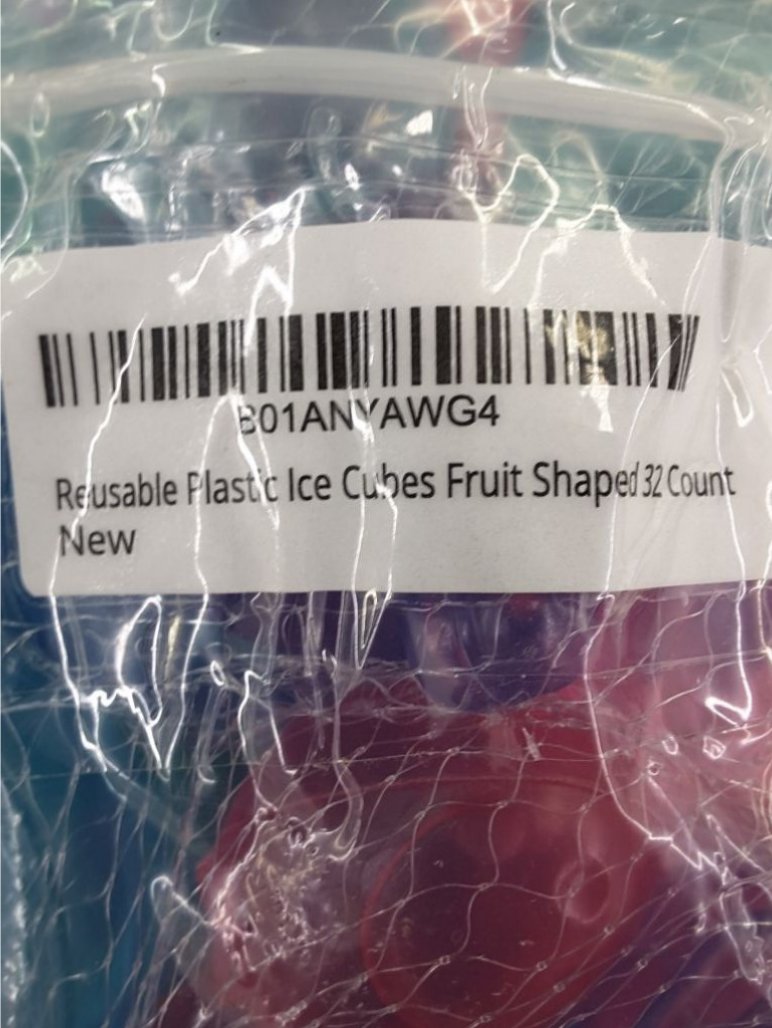 B01ANYAWG4
Reusable Plastic Ice Cubes Fruit Shaped 32 Count
New